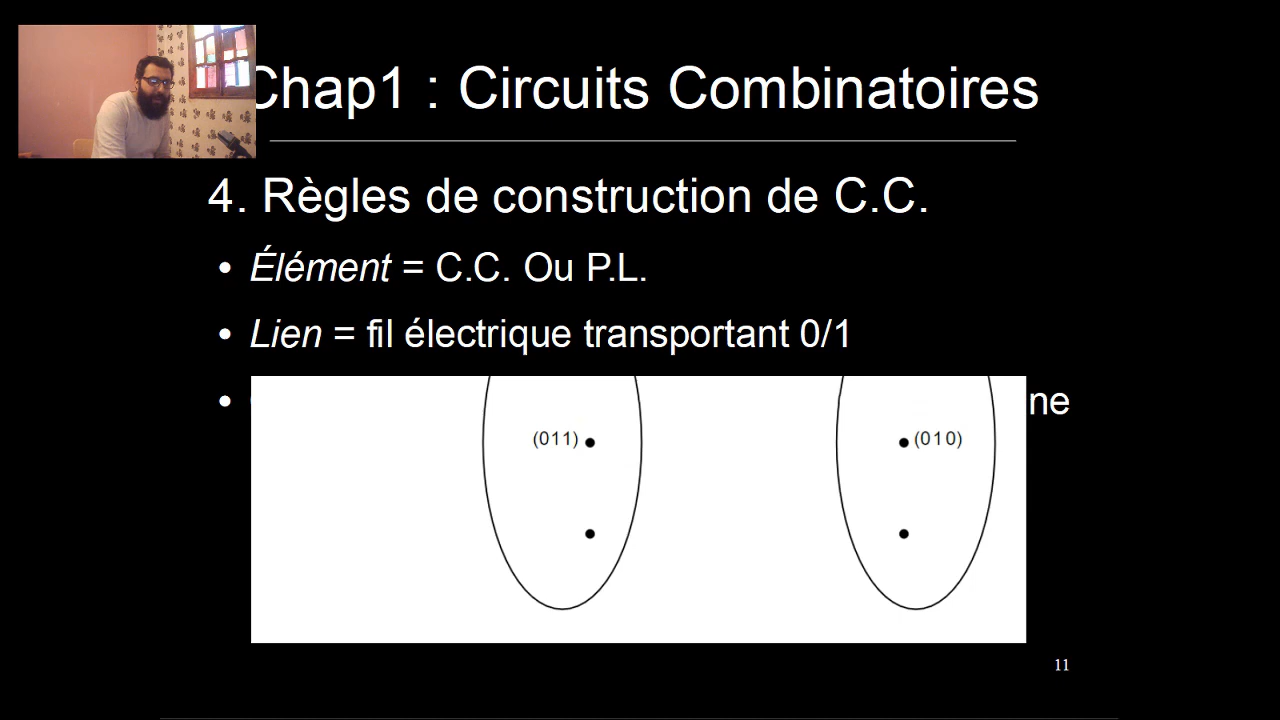 Chap1 : Circuits Combinatoires
4. Règles de construction de C.C.
• Élément = C.C. Ou P.L.
• Lien = fil électrique transportant 0/1
• ne
(011) (010)
11